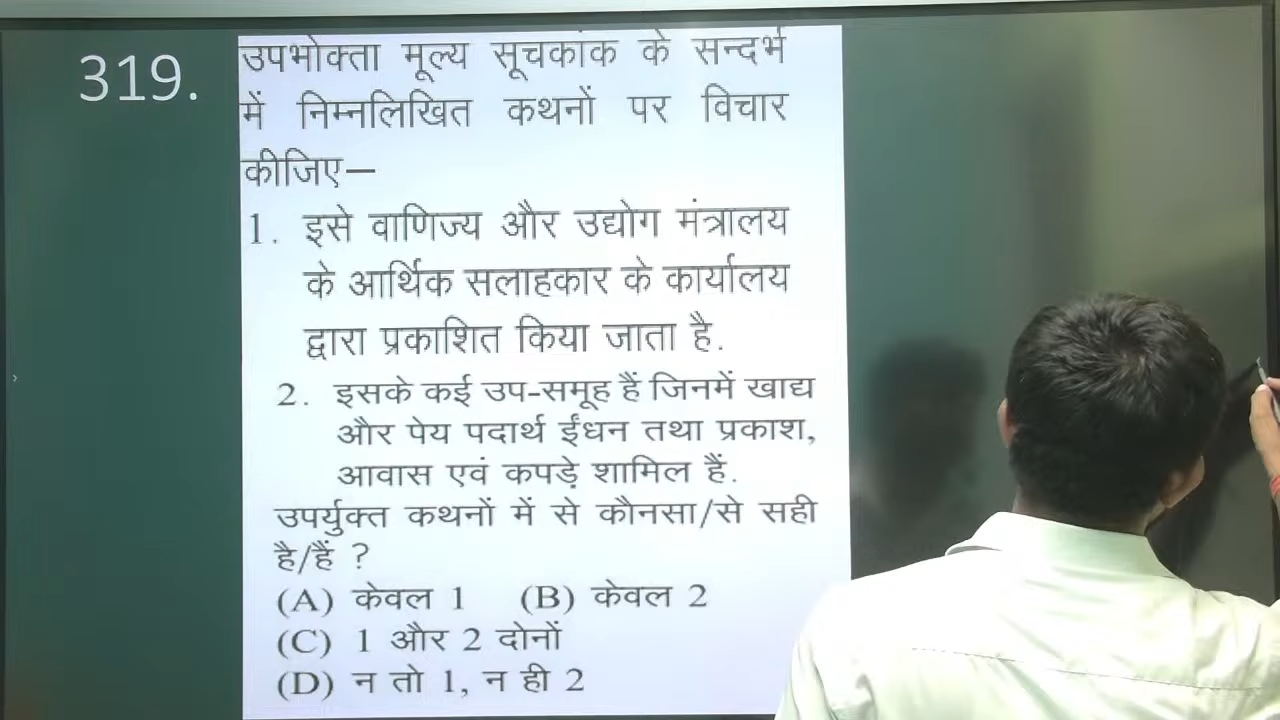 319.
उपभोक्ता मूल्य सूचकांक के सन्दर्भ
में निम्नलिखित कथनों पर विचार
कीजिए–
1. इसे वाणिज्य और उद्योग मंत्रालय
के आर्थिक सलाहकार के कार्यालय
द्वारा प्रकाशित किया जाता है.
2. इसके कई उप-समूह हैं जिनमें खाद्य
और पेय पदार्थ ईंधन तथा प्रकाश,
आवास एवं कपड़े शामिल हैं.
उपर्युक्त कथनों में से कौनसा/से सही
है/हैं ?
(A) केवल 1 (B) केवल 2
(C) 1 और 2 दोनों
(D) न तो 1, न ही 2